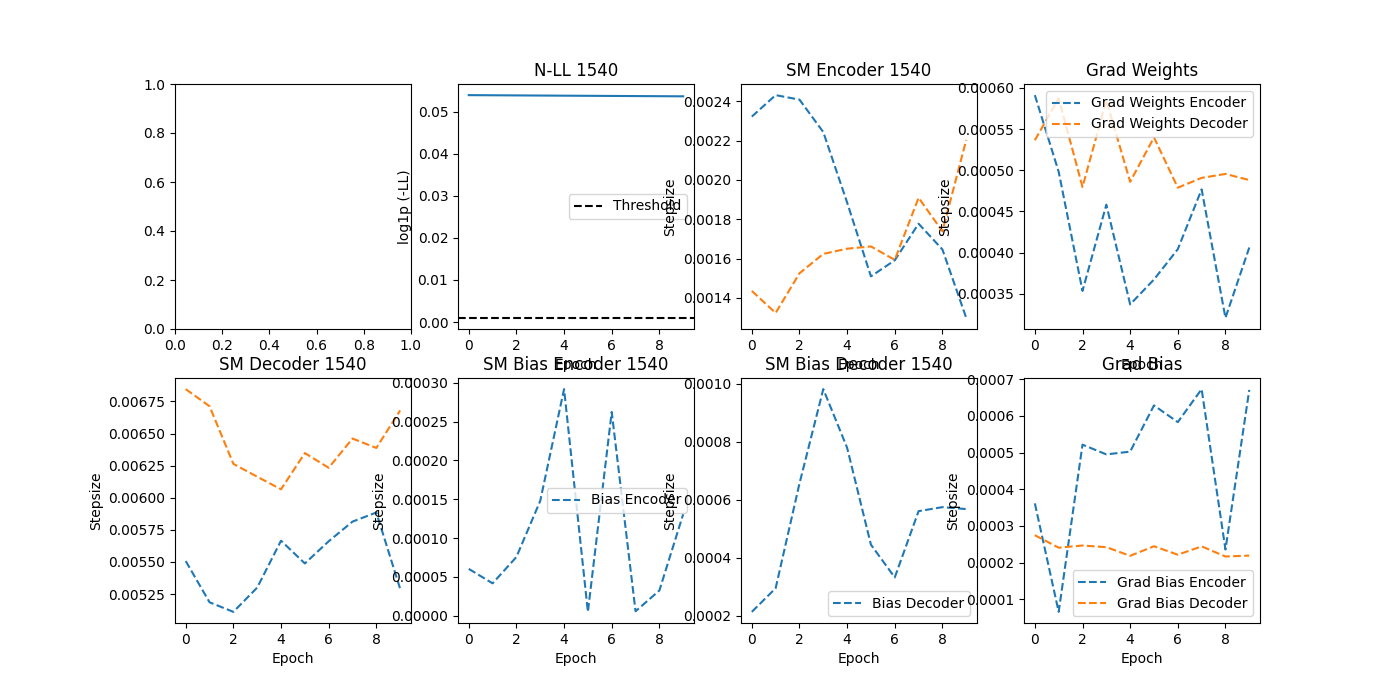 N-LL 1540
SM Encoder 1540
Grad Weights
1.0
0.8
0.6
0.4
0.2
0.0
0.0 0.2 0.4 0.6 0.8 1.0
log1p (-LL)
0.05
0.04
0.03
0.02
0.01
0.00
Threshold
0 2 4 6 8
Epoch
Stepsize
0.0024
0.0022
0.0020
0.0018
0.0016
0.0014
0 2 4 6 8
Epoch
Stepsize
0.00060
0.00055
0.00050
0.00045
0.00040
0.00035
Grad Weights Encoder
Grad Weights Decoder
0 2 4 6 8
Epoch
SM Decoder 1540
SM Bias Encoder 1540
SM Bias Decoder 1540
Grad Bias
Stepsize
0.00675
0.00650
0.00625
0.00600
0.00575
0.00550
0.00525
0 2 4 6 8
Epoch
Stepsize
0.00030
0.00025
0.00020
0.00015
0.00010
0.00005
0.00000
Bias Encoder
0 2 4 6 8
Epoch
Stepsize
0.0010
0.0008
0.0006
0.0004
0.0002
Bias Decoder
0 2 4 6 8
Epoch
Stepsize
0.0007
0.0006
0.0005
0.0004
0.0003
0.0002
0.0001
Grad Bias Encoder
Grad Bias Decoder
0 2 4 6 8
Epoch